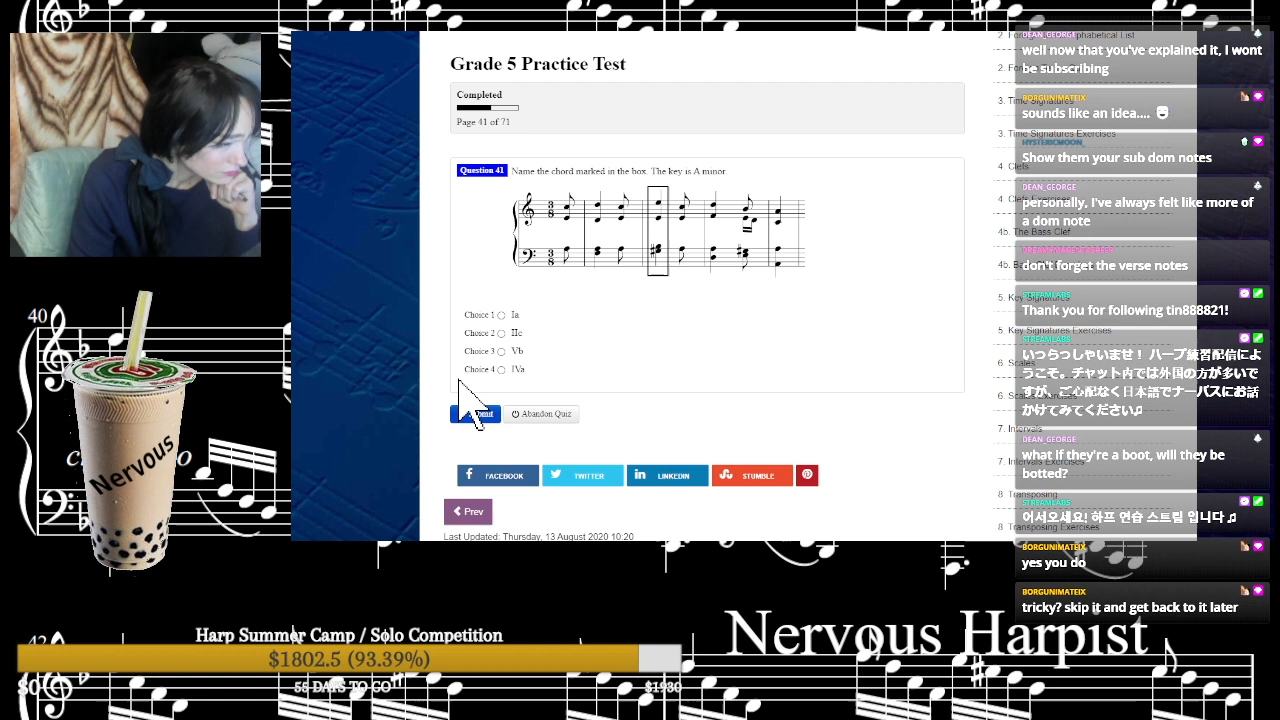 Grade 5 Practice Test
Completed
Page 41 of 71
Question 41 Name the chord marked in the box. The key is A minor.
Choice 1 Ia
Choice 2 IIc
Choice 3 Vb
Choice 4 IVa
Abandon Quiz
FACEBOOK
TWITTER
LINKEDIN
STUMBLE
Prev
Last Updated: Thursday, 13 August 2020 10:20
3. Time Signatures
3. Time Signatures Exercises
4. Clefs
4. Clefs Exercises
4b. The Bass Clef
5. Key Signatures
5. Key Signatures Exercises
6. Scales
6. Scales Exercises
7. Intervals
7. Intervals Exercises
8. Transposing
8. Transposing Exercises
DEAN_GEORGE
well now that you've explained it, I wont
be subscribing
BORGUNIMATEIX
sounds like an idea....
HYSTERICMOON_
Show them your sub dom notes
DEAN_GEORGE
personally, I've always felt like more of
a dom note
don't forget the verse notes
STREAMLABS
Thank you for following tin888821!
STREAMLABS
いらっしゃいませ！ ハープ練習配信によ
うこそ。チャット内では外国の方が多いで
すが、ご心配なく日本語でナーバスにお話
かけてみてください♫
DEAN_GEORGE
what if they're a boot, will they be
botted?
STREAMLABS
어서오세요! 하프 연습 스트림 입니다 ♫
BORGUNIMATEIX
yes you do
BORGUNIMATEIX
tricky? skip it and get back to it later
40
Nervous
42
Harp Summer Camp / Solo Competition
$1802.5 (93.39%)
$0
55 DAYS TO GO
$1930
Nervous Harpist